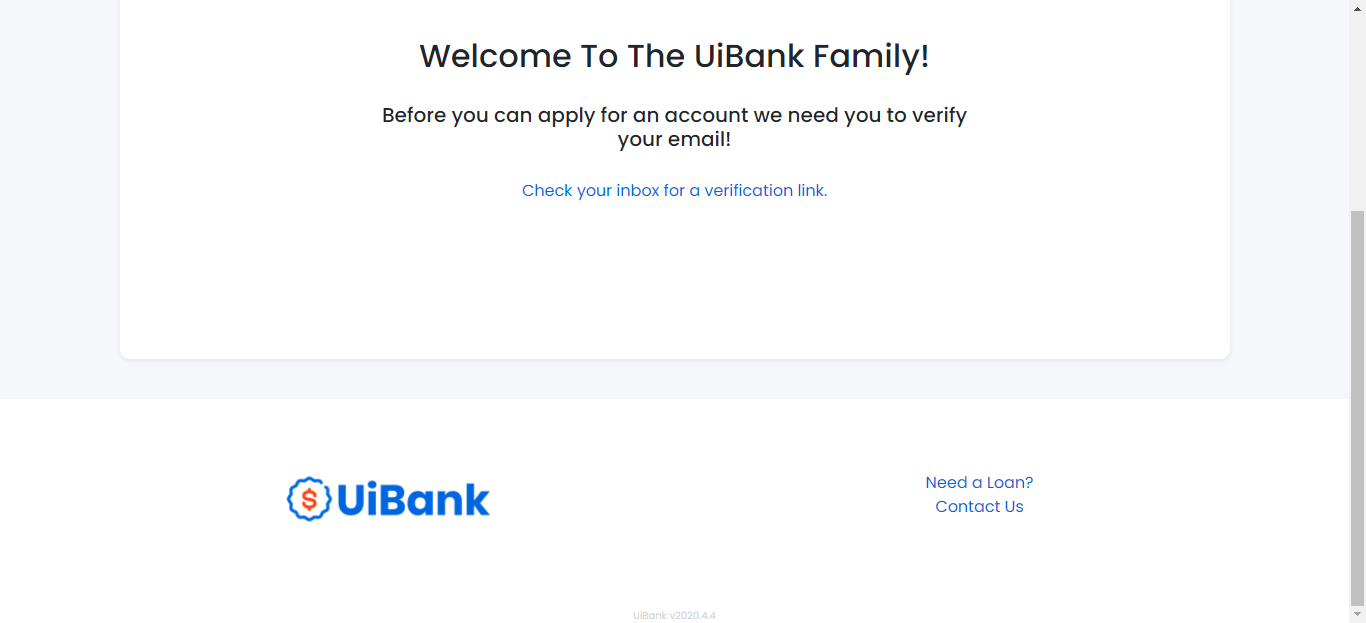 Welcome To The UiBank Family!
Before you can apply for an account we need you to verify
your email!
Check your inbox for a verification link.
$ UiBank
Need a Loan?
Contact Us
UiBank v2020.4.4